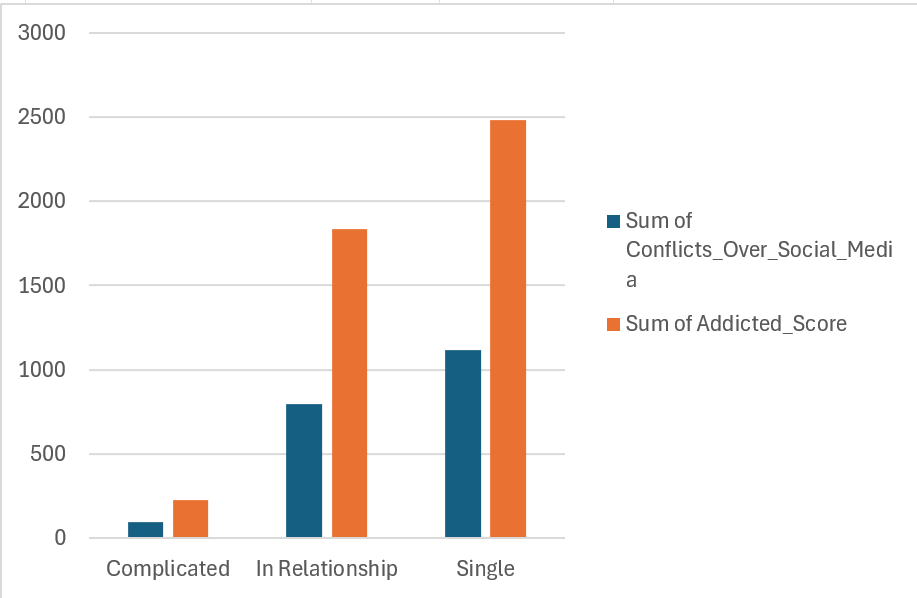 3000
2500
2000
1500
1000
500
0
Complicated
In Relationship
Single
Sum of
Conflicts_Over_Social_Medi
a
Sum of Addicted_Score